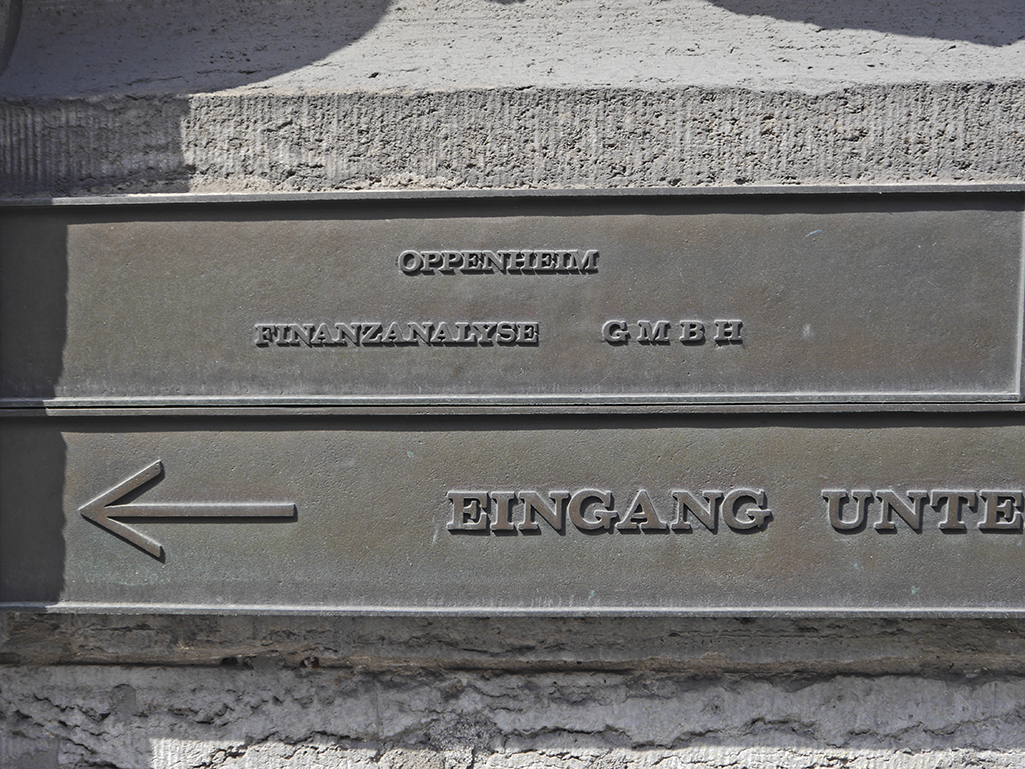 OPPENHEIM
FINANZANALYSE GMBH
EINGANG UNTE